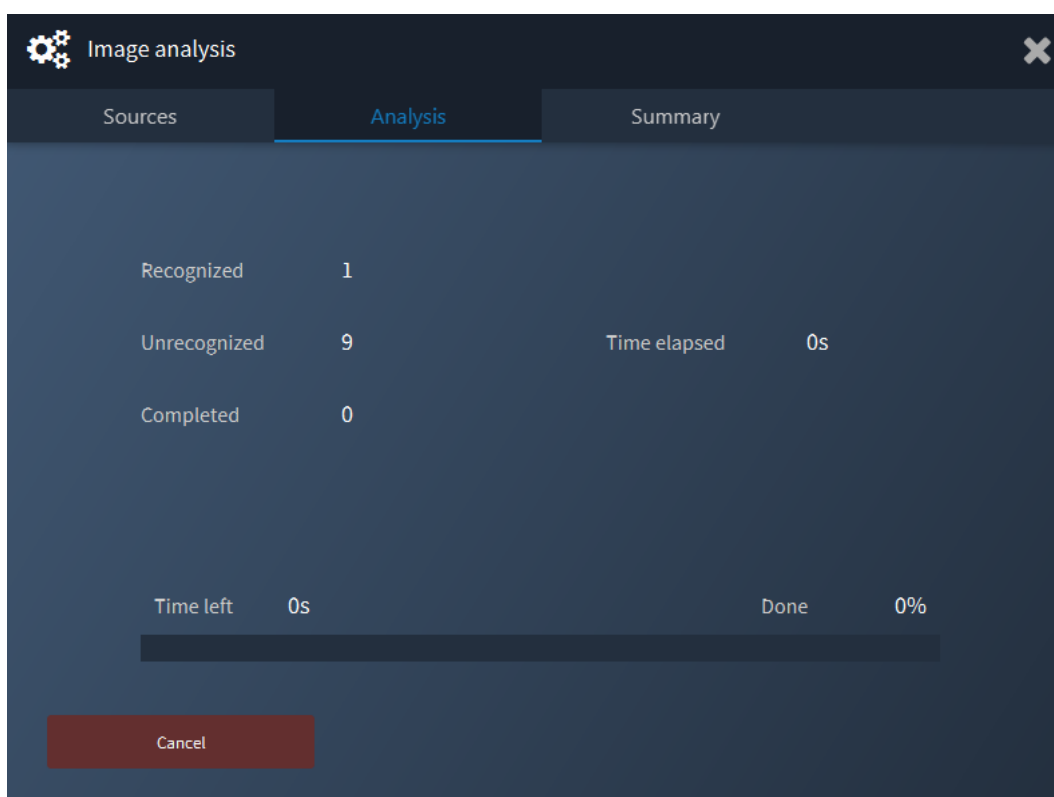 Image analysis
Sources Analysis Summary
Recognized 1
Unrecognized 9 Time elapsed 0s
Completed 0
Time left 0s Done 0%
Cancel